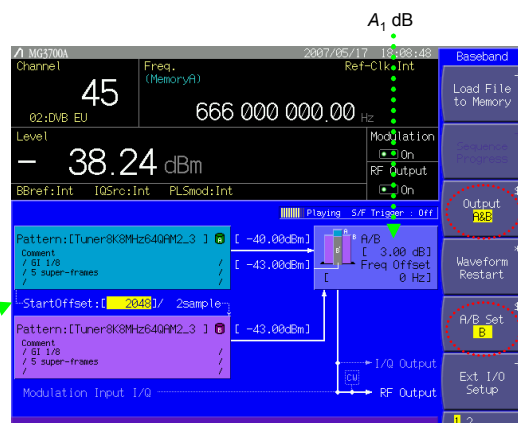 A1 dB
MG3700A 2007/05/17 18:08:48
Channel
45
02:DVB EU
Freq.
(MemoryA)
Ref-Clk:Int
666 000 000.00 Hz
Level
- 38.24 dBm
Modulation
On
RF Output
On
BBref:Int IQSrc:Int PLSmod:Int
Playing S/F Trigger : Off
Pattern:[Tuner8K8MHz64QAM2_3 ] A
Comment
/ GI 1/8 /
/ 5 super-frames /
/ /
[ -40.00dBm]
[ -43.00dBm]
A
B
B'
A/B
[ 3.00 dB]
Freq Offset
[ 0 Hz]
StartOffset:[ 2048]/ 2sample
Pattern:[Tuner8K8MHz64QAM2_3 ] B
Comment
/ GI 1/8 /
/ 5 super-frames /
/ /
[ -43.00dBm]
I/Q Output
CW
Modulation Input I/Q
RF Output
Baseband
Load File
to Memory
Sequence
Progress
Output
A&B
Waveform
Restart
A/B Set
B
Ext I/O
Setup
1 2